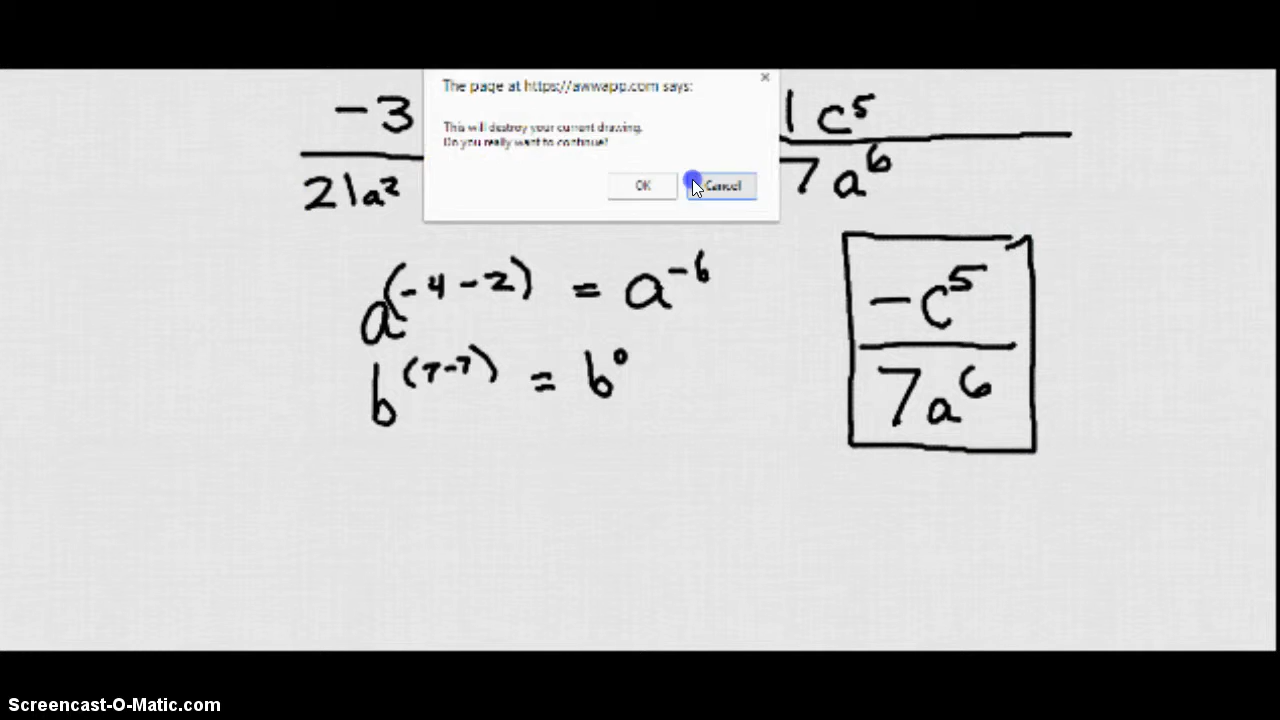 -3
21a²
The page at https://awwapp.com says:
This will destroy your current drawing.
Do you really want to continue?
OK
Cancel
1c⁵
7a⁶
a⁽⁻⁴⁻²⁾ = a⁻⁶
b⁽⁷⁻⁷⁾ = b⁰
-c⁵
7a⁶
Screencast-O-Matic.com